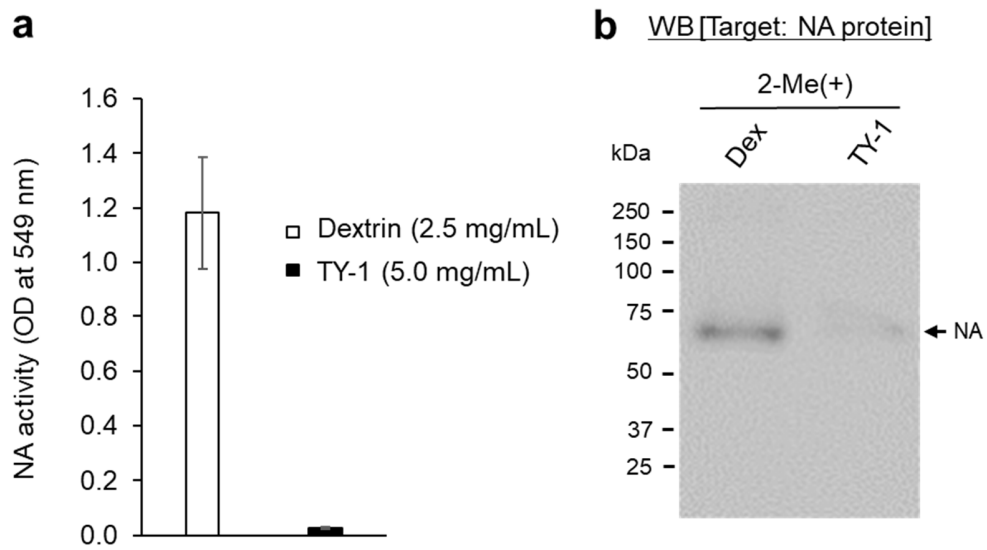 a
NA activity (OD at 549 nm)
1.6
1.4
1.2
1.0
0.8
0.6
0.4
0.2
0.0
Dextrin (2.5 mg/mL)
TY-1 (5.0 mg/mL)
b
WB [Target: NA protein]
2-Me(+)
kDa
Dex
TY-1
250
150
100
75
50
37
25
NA